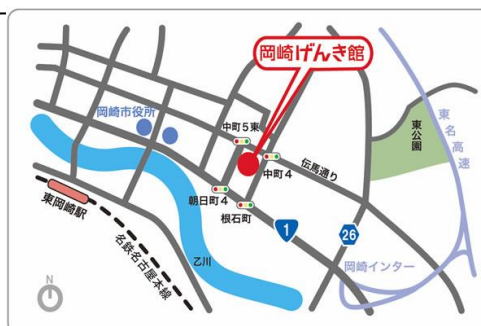 岡崎げんき館
岡崎市役所
中町5東
中町4
伝馬通り
東公園
東名高速
朝日町4
根石町
東岡崎駅
名鉄名古屋本線
乙川
1
26
岡崎インター
N